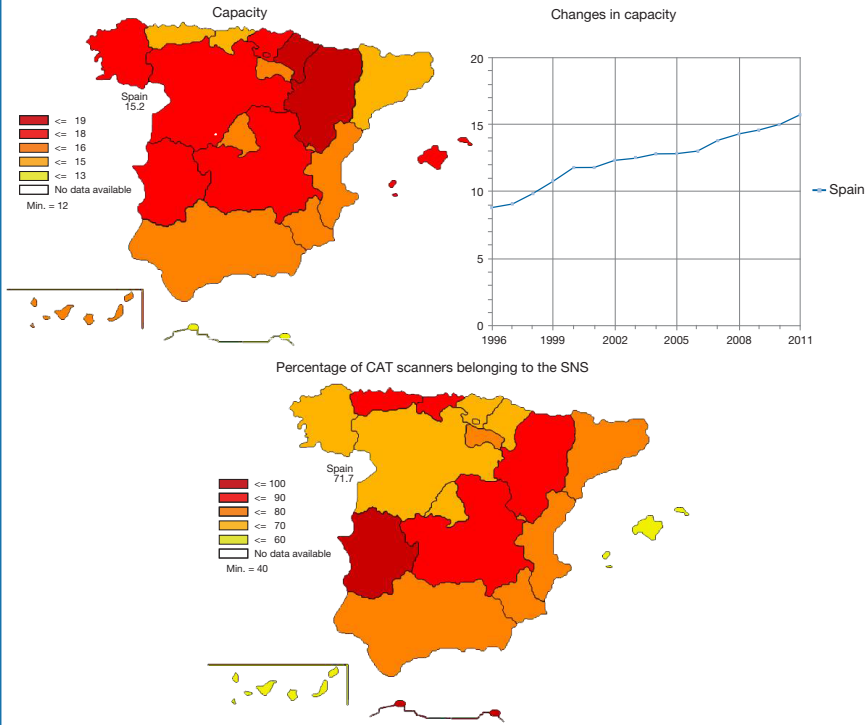 Capacity
Spain
15.2
<= 19
<= 18
<= 16
<= 15
<= 13
No data available
Min. = 12
Changes in capacity
20
15
10
5
0
1996 1999 2002 2005 2008 2011
Spain
Percentage of CAT scanners belonging to the SNS
Spain
71.7
<= 100
<= 90
<= 80
<= 70
<= 60
No data available
Min. = 40